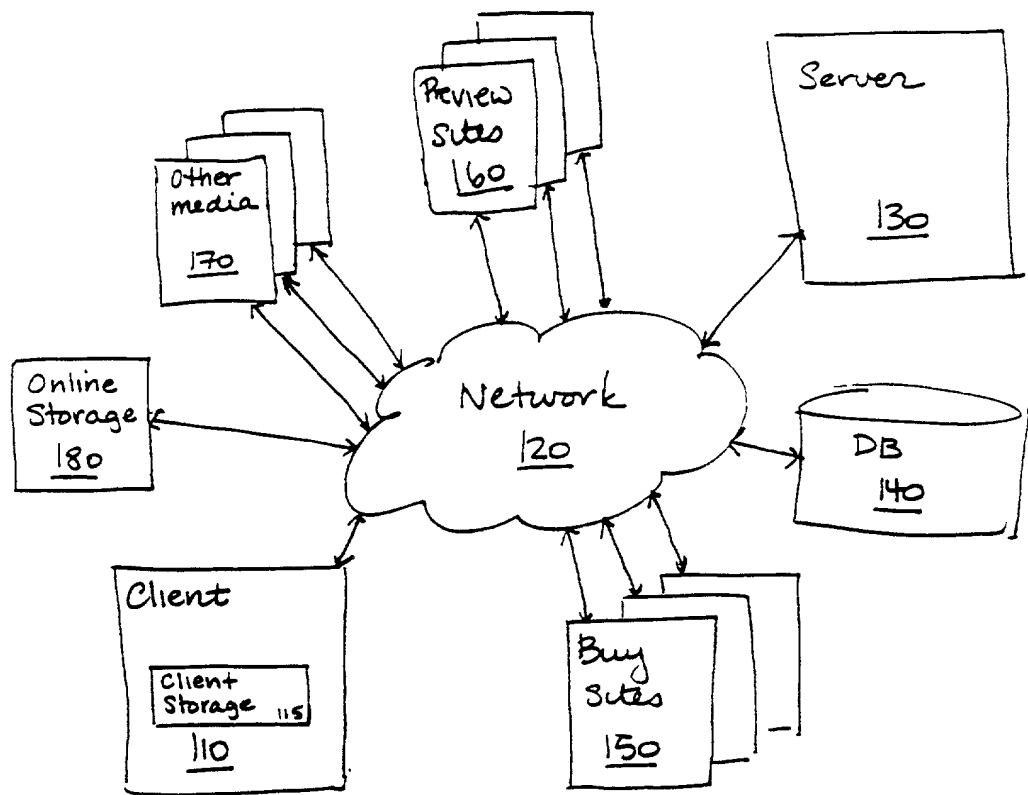 Preview
Sites
160
Server
130
Other
media
170
Online
Storage
180
Network
120
DB
140
Client
Client
Storage 115
110
Buy
Sites
150